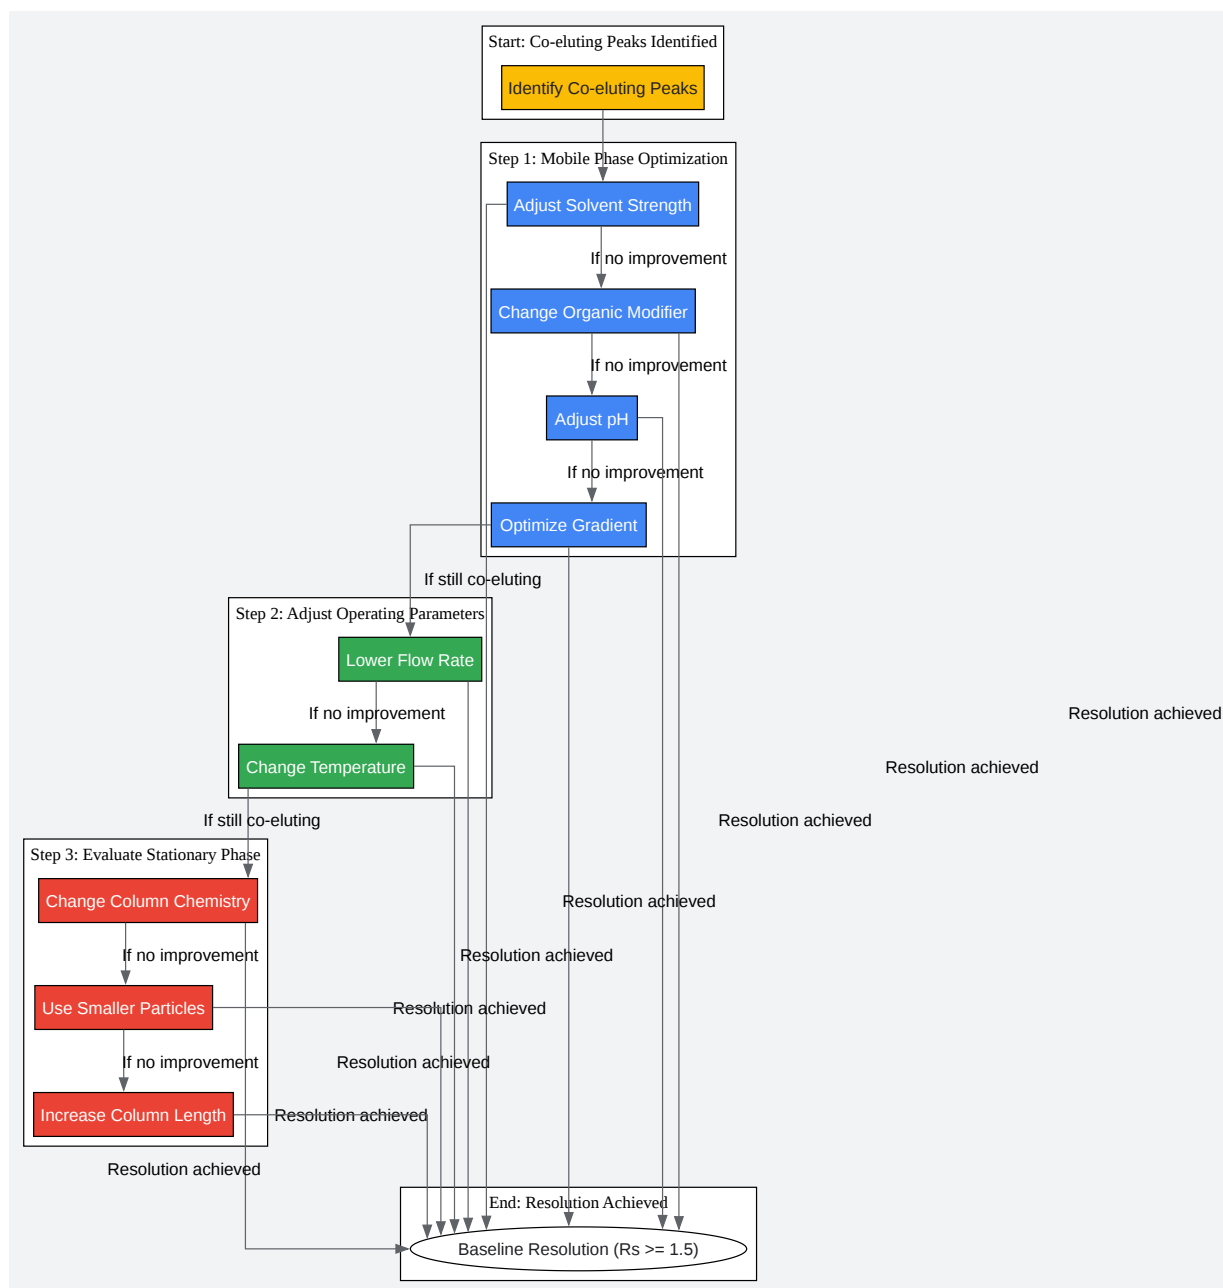 Start: Co-eluting Peaks Identified
Identify Co-eluting Peaks
Step 1: Mobile Phase Optimization
Adjust Solvent Strength
If no improvement
Change Organic Modifier
If no improvement
Adjust pH
If no improvement
Optimize Gradient
If still co-eluting
Step 2: Adjust Operating Parameters
Lower Flow Rate
If no improvement
Resolution achieved
Change Temperature
Resolution achieved
If still co-eluting
Resolution achieved
Step 3: Evaluate Stationary Phase
Change Column Chemistry
Resolution achieved
If no improvement
Resolution achieved
Use Smaller Particles
Resolution achieved
If no improvement
Resolution achieved
Increase Column Length
Resolution achieved
Resolution achieved
End: Resolution Achieved
Baseline Resolution (Rs >= 1.5)